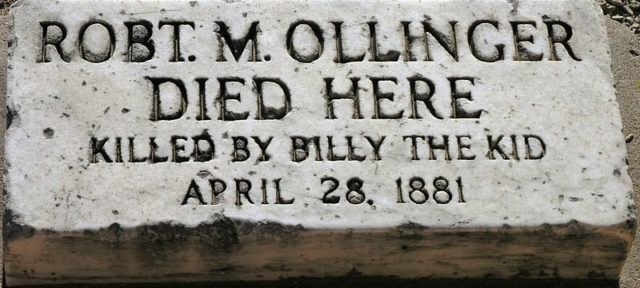 ROBT. M. OLLINGER
DIED HERE
KILLED BY BILLY THE KID
APRIL 28, 1881